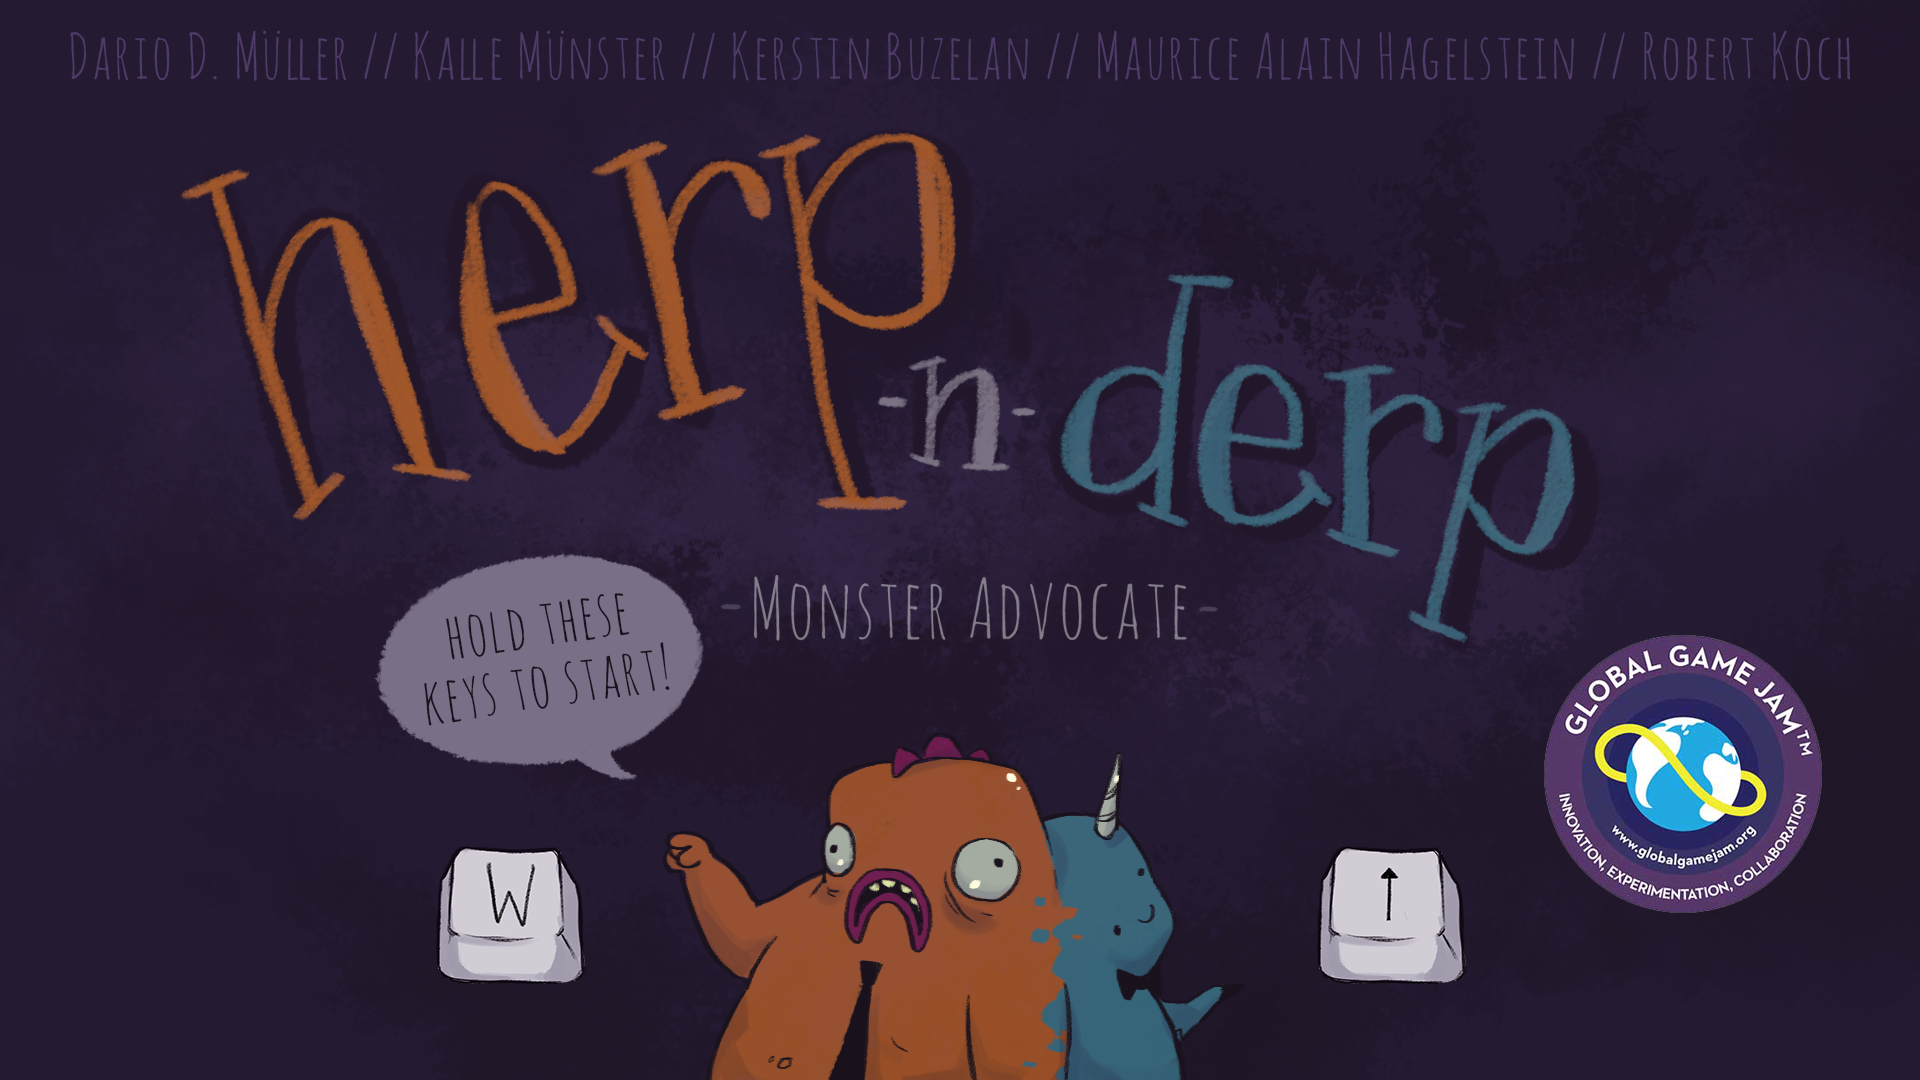 DARIO D. MÜLLER // KALLE MÜNSTER // KERSTIN BUZELAN // MAURICE ALAIN HAGELSTEIN // ROBERT KOCH
herp
-n-
derp
-MONSTER ADVOCATE-
HOLD THESE
KEYS TO START!
W
↑
GLOBAL GAME JAM™
www.globalgamejam.org
INNOVATION, EXPERIMENTATION, COLLABORATION